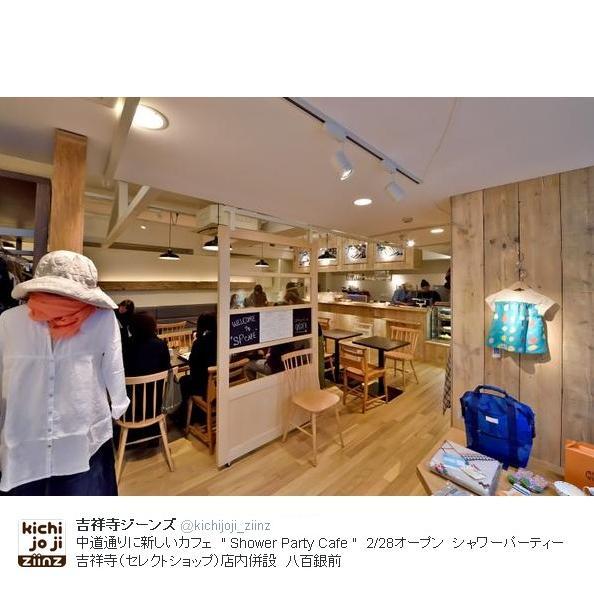 WELCOME
TO
"SP CAFE"
kichi
jo ji
ziinz
吉祥寺ジーンズ @kichijoji_ziinz
中道通りに新しいカフェ " Shower Party Cafe " 2/28オープン シャワーパーティー
吉祥寺（セレクトショップ）店内併設 八百銀前